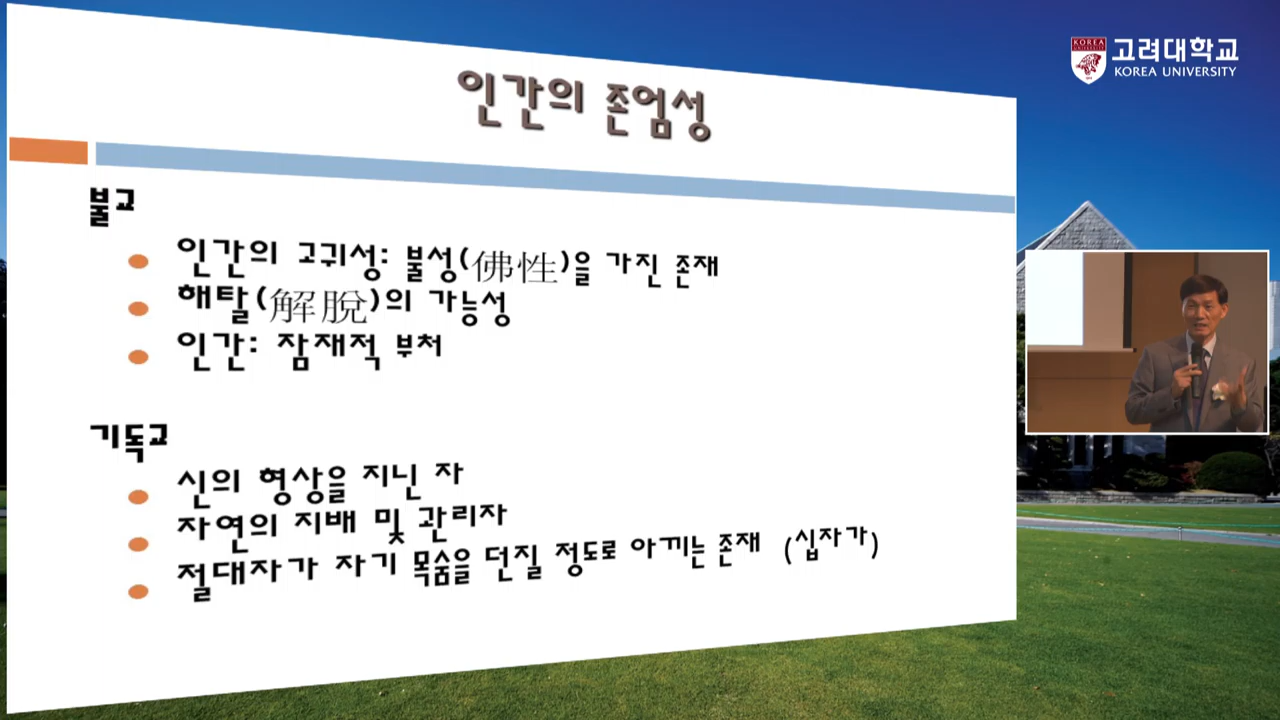 고려대학교
KOREA UNIVERSITY
인간의 존엄성
불교
인간의 고귀성: 불성(佛性)을 가진 존재
해탈(解脫)의 가능성
인간: 잠재적 부처
기독교
신의 형상을 지닌 자
자연의 지배 및 관리자
절대자가 자기 목숨을 던질 정도로 아끼는 존재 (십자가)